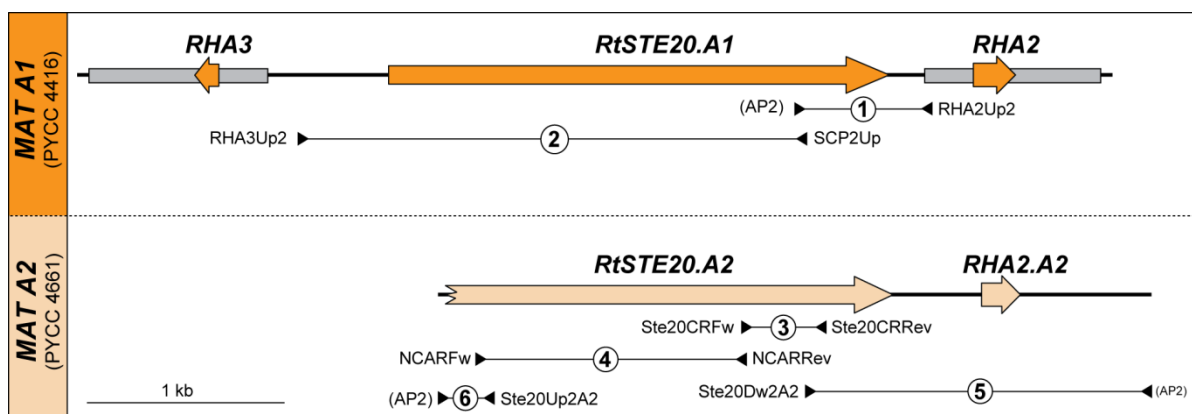 MAT A1
(PYCC 4416)
RHA3
RtSTE20.A1
RHA2
(AP2) 1 RHA2Up2
RHA3Up2 2 SCP2Up
MAT A2
(PYCC 4661)
RtSTE20.A2
RHA2.A2
Ste20CRFw 3 Ste20CRRev
NCARFw 4 NCARRev
(AP2) 6 Ste20Up2A2
Ste20Dw2A2 5 (AP2)
1 kb